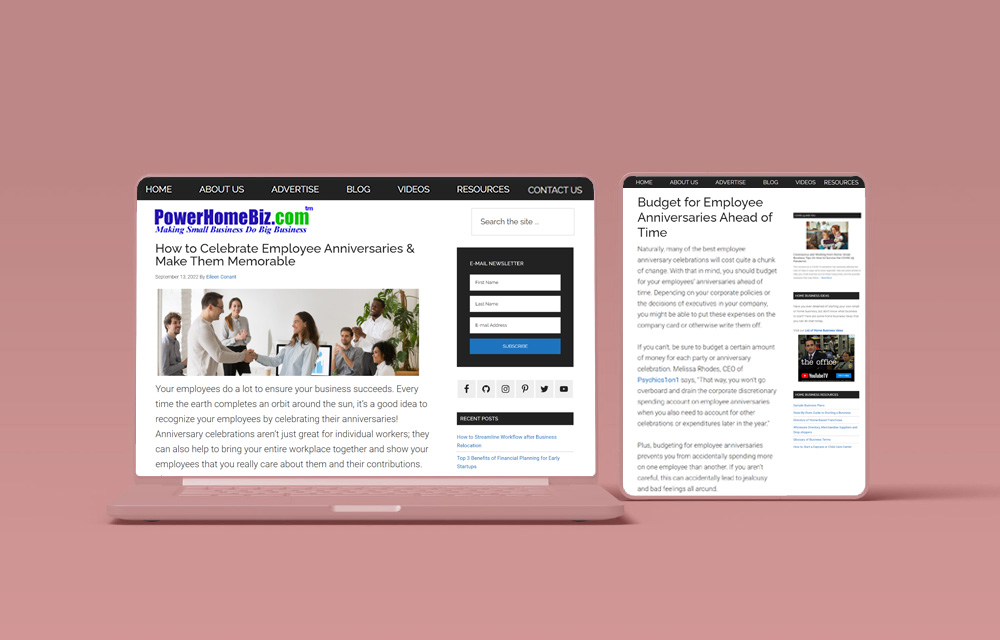 HOME ABOUT US ADVERTISE BLOG VIDEOS RESOURCES CONTACT US
PowerHomeBiz.com tm
Making Small Business Do Big Business
Search the site ...
How to Celebrate Employee Anniversaries &
Make Them Memorable
September 13, 2022 By Eileen Conant
Your employees do a lot to ensure your business succeeds. Every
time the earth completes an orbit around the sun, it's a good idea to
recognize your employees by celebrating their anniversaries!
Anniversary celebrations aren't just great for individual workers; they
can also help to bring your entire workplace together and show your
employees that you really care about them and their contributions.
E-MAIL NEWSLETTER
First Name
Last Name
E-mail Address
SUBSCRIBE
RECENT POSTS
How to Streamline Workflow after Business
Relocation
Top 3 Benefits of Financial Planning for Early
Startups
HOME ABOUT US ADVERTISE BLOG VIDEOS RESOURCES
Budget for Employee
Anniversaries Ahead of
Time
Naturally, many of the best employee
anniversary celebrations will cost quite a chunk
of change. With that in mind, you should budget
for your employees' anniversaries ahead of
time. Depending on your corporate policies or
the decisions of executives in your company,
you might be able to put these expenses on the
company card or otherwise write them off.
If you can't, be sure to budget a certain amount
of money for each party or anniversary
celebration. Melissa Rhodes, CEO of
Psychics1on1 says, "That way, you won't go
overboard and drain the corporate discretionary
spending account on employee anniversaries
when you also need to account for other
celebrations or expenditures later in the year."
Plus, budgeting for employee anniversaries
prevents you from accidentally spending more
on one employee than another. If you aren't
careful, this can accidentally lead to jealousy
and bad feelings all around.
HOME BUSINESS IDEAS
the office
YouTubeTV
HOME BUSINESS RESOURCES